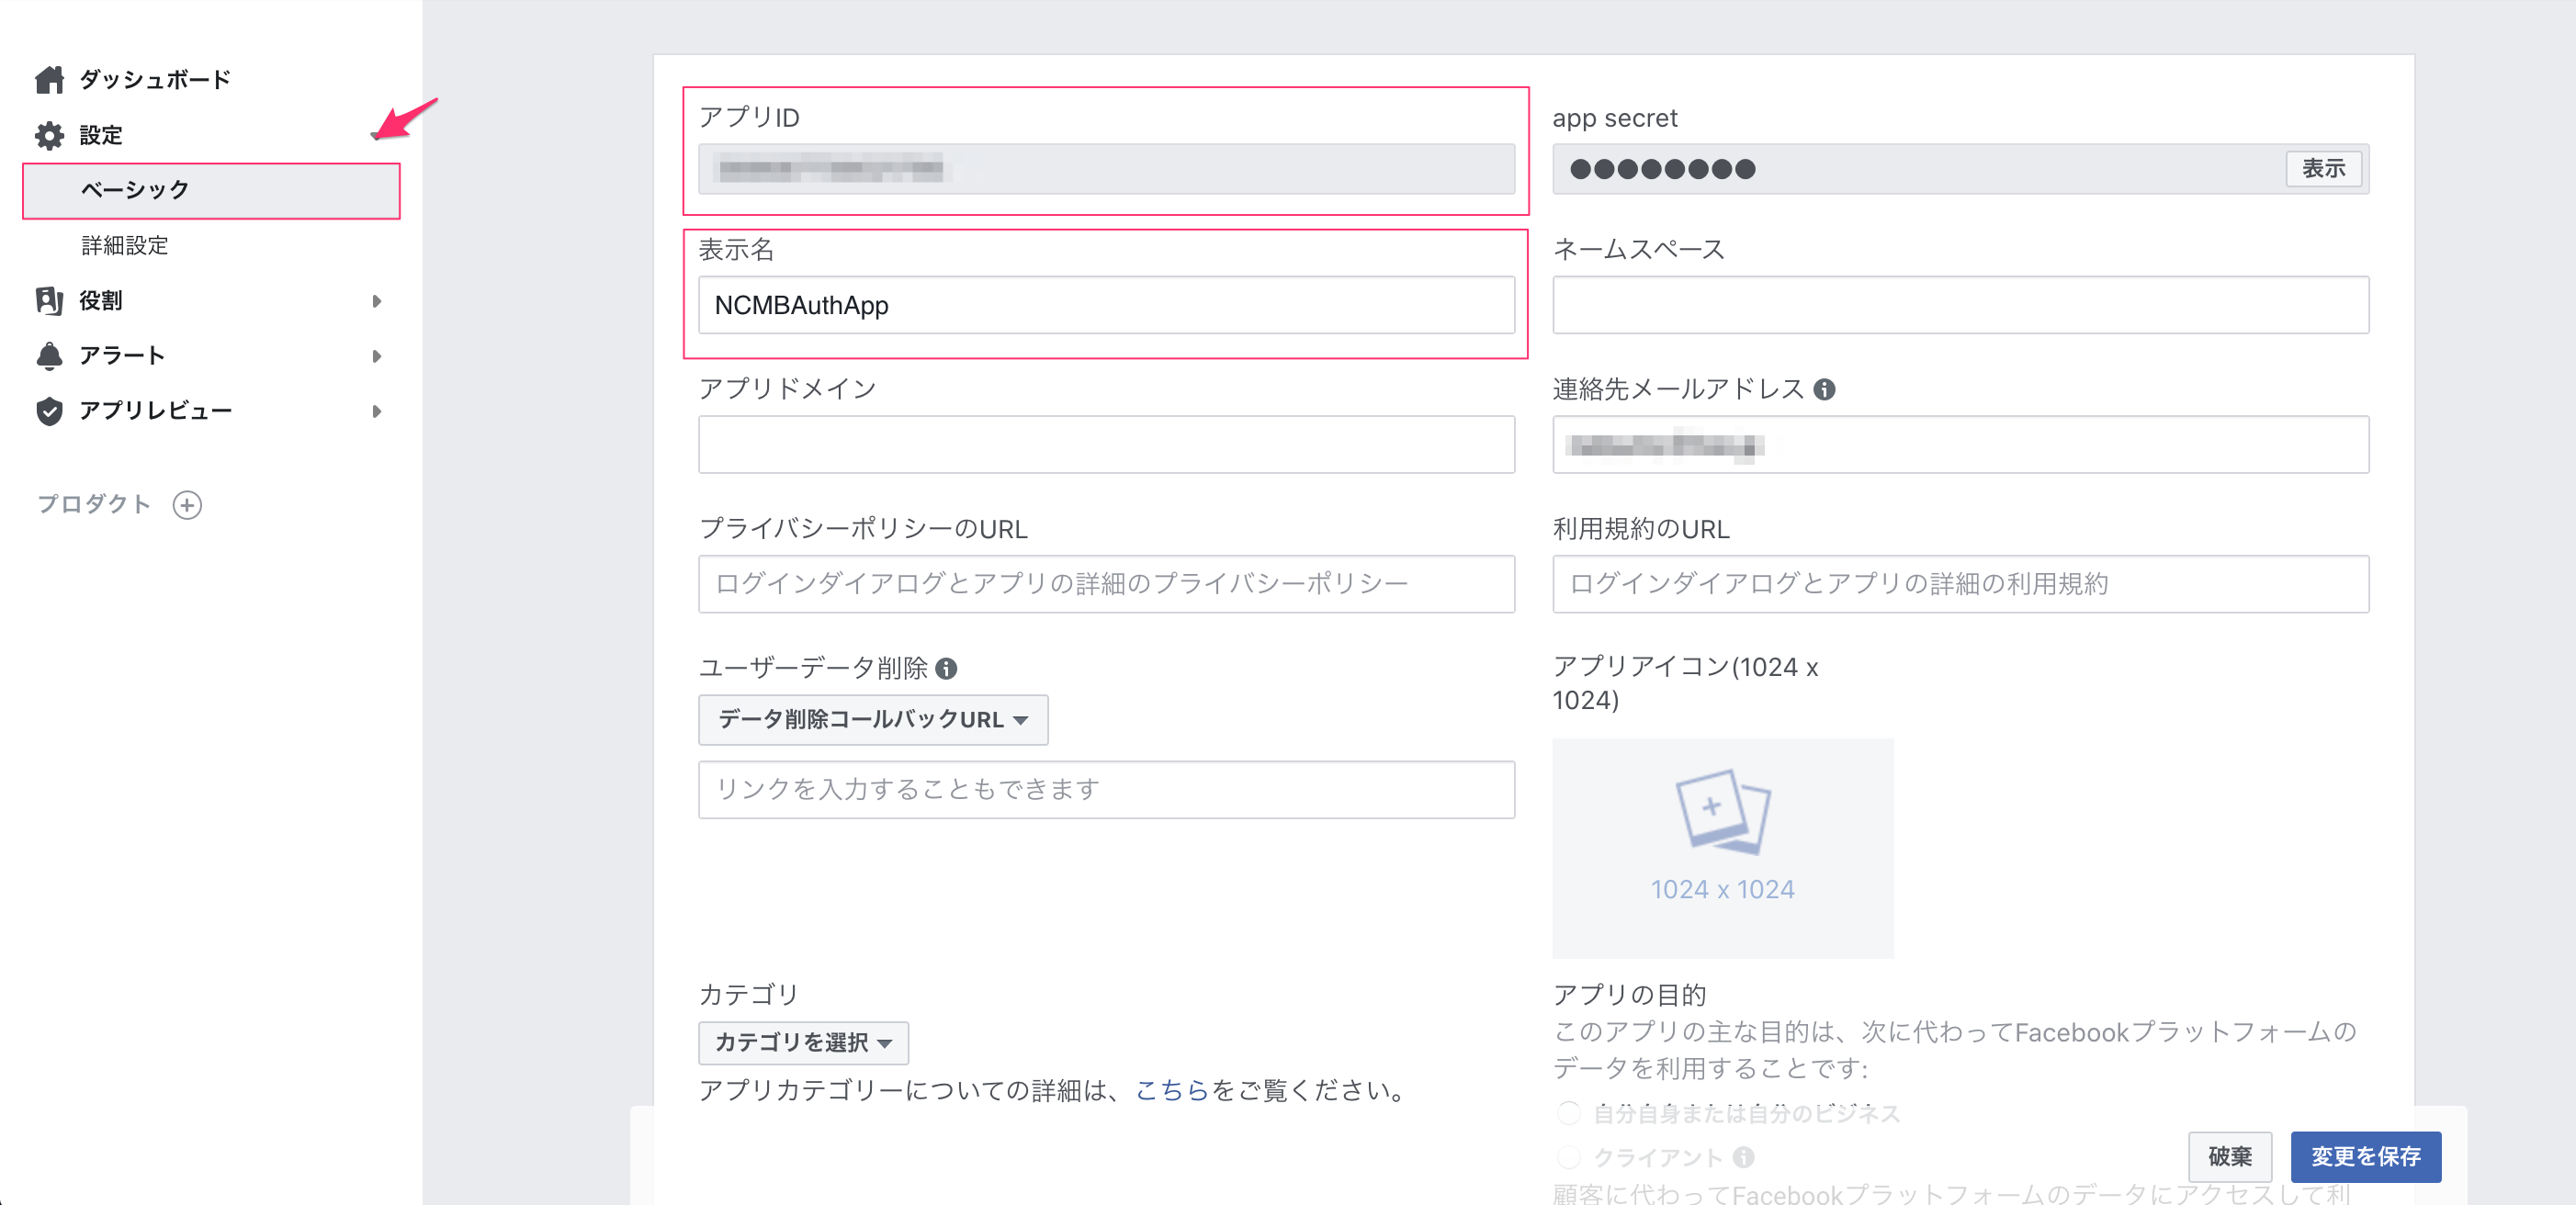 ダッシュボード
設定
ベーシック
詳細設定
役割
アラート
アプリレビュー
プロダクト
アプリID
app secret
●●●●●●●●
表示
表示名
NCMBAuthApp
ネームスペース
アプリドメイン
連絡先メールアドレス
プライバシーポリシーのURL
ログインダイアログとアプリの詳細のプライバシーポリシー
利用規約のURL
ログインダイアログとアプリの詳細の利用規約
ユーザーデータ削除
データ削除コールバックURL
リンクを入力することもできます
アプリアイコン(1024 x
1024)
1024 x 1024
カテゴリ
カテゴリを選択
アプリカテゴリーについての詳細は、こちらをご覧ください。
アプリの目的
このアプリの主な目的は、次に代わってFacebookプラットフォームの
データを利用することです:
自分自身または自分のビジネス
クライアント
顧客に代わってFacebookプラットフォームのデータにアクセスして利
破棄
変更を保存